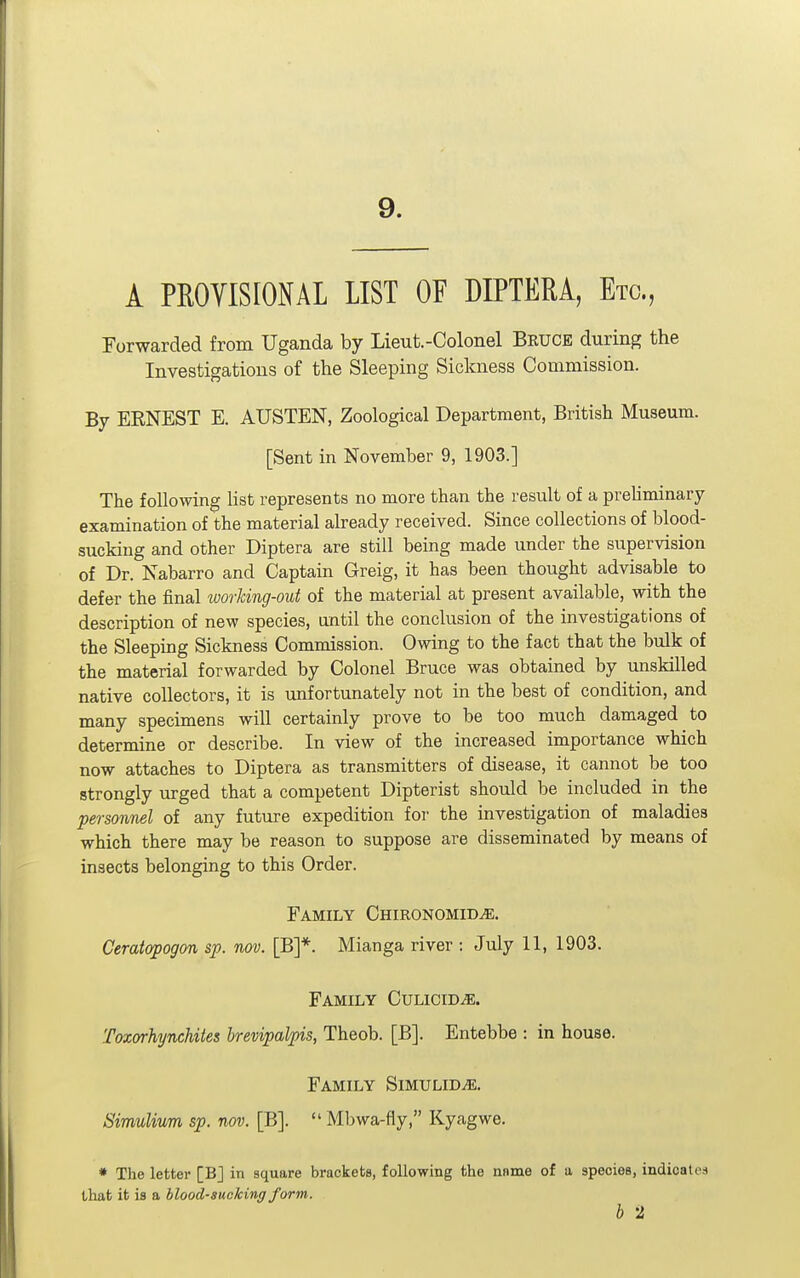 9.
A PROVISIONAL LIST OF DIPTERA, Etc.,
Forwarded from Uganda by Lieut.-Colonel Bruce during the
Investigations of the Sleeping Sickness Commission.
By ERNEST E. AUSTEN, Zoological Department, British Museum.
[Sent in November 9, 1903.]
The following list represents no more than the result of a preliminary
examination of the material already received. Since collections of blood-
sucking and other Diptera are still being made under the supervision
of Dr. Nabarro and Captain Greig, it has been thought advisable to
defer the final working-out of the material at present available, with the
description of new species, until the conclusion of the investigations of
the Sleeping Sickness Commission. Owing to the fact that the bulk of
the material forwarded by Colonel Bruce was obtained by unskilled
native collectors, it is unfortunately not in the best of condition, and
many specimens will certainly prove to be too much damaged to
determine or describe. In view of the increased importance which
now attaches to Diptera as transmitters of disease, it cannot be too
strongly urged that a competent Dipterist should be included in the
personnel of any future expedition for the investigation of maladies
which there may be reason to suppose are disseminated by means of
insects belonging to this Order.
Family Chironomidæ.
Ceratopogon sp. nov. [B]*. Mianga river : July 11, 1903.
Family Culicidæ.
Toxorhynchites brevipalpis, Theob. [B]. Entebbe : in house.
Family Simulidæ.
Simulium sp. nov. [B]. “ Mbwa-fly,” Kyagwe.
* The letter [B] in square brackets, following the name of a species, indicates
that it is a blood-sucking form.
b 2